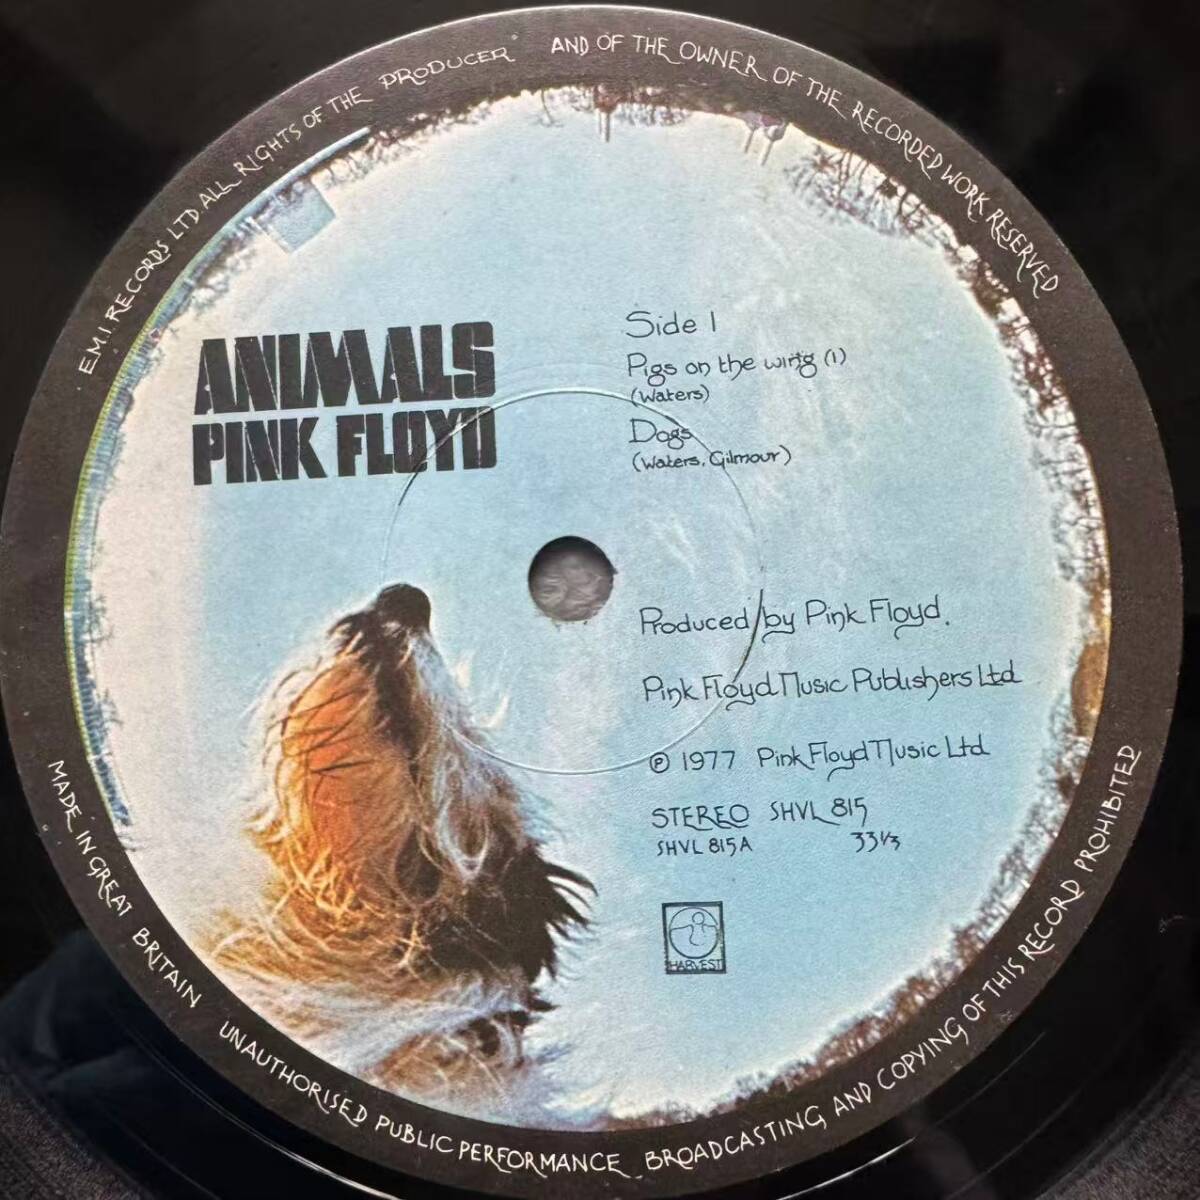 E.M.I. RECORDS LTD. ALL RIGHTS OF THE PRODUCER AND OF THE OWNER OF THE RECORDED WORK RESERVED
ANIMALS
PINK FLOYD
Side 1
Pigs on the wing (1)
(Waters)
Dogs
(Waters, Gilmour)
Produced by Pink Floyd.
Pink Floyd Music Publishers Ltd
℗ 1977 Pink Floyd Music Ltd
STEREO SHVL 815
SHVL 815A 33⅓
HARVEST
MADE IN GREAT BRITAIN UNAUTHORISED PUBLIC PERFORMANCE BROADCASTING AND COPYING OF THIS RECORD PROHIBITED